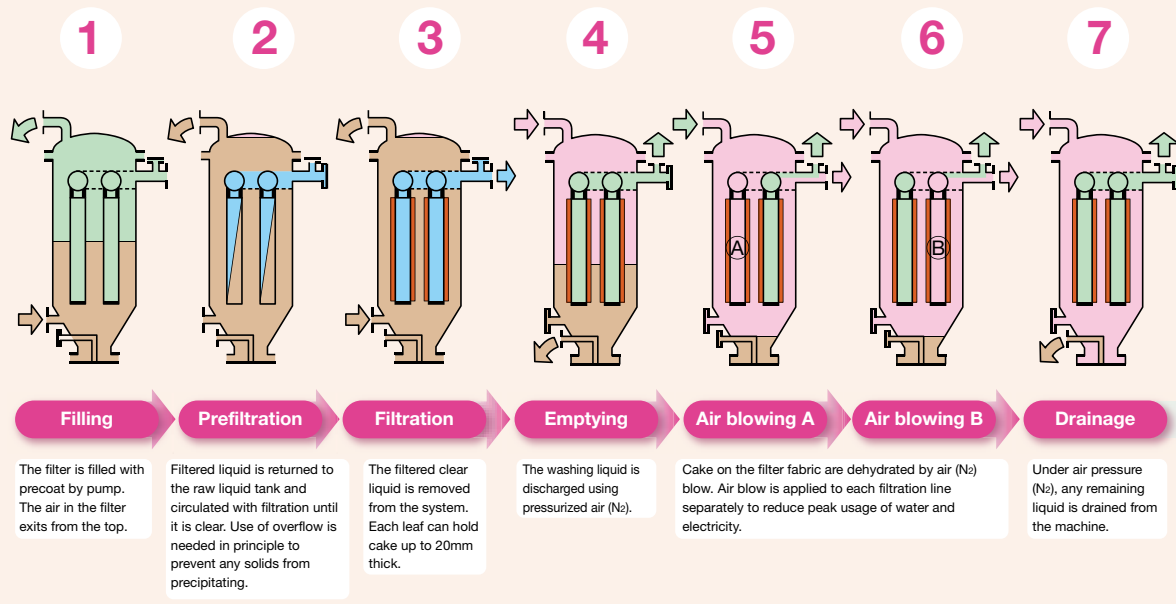 1
2
3
4
5
6
7
A
B
Filling
Prefiltration
Filtration
Emptying
Air blowing A
Air blowing B
Drainage
The filter is filled with
precoat by pump.
The air in the filter
exits from the top.
Filtered liquid is returned to
the raw liquid tank and
circulated with filtration until
it is clear. Use of overflow is
needed in principle to
prevent any solids from
precipitating.
The filtered clear
liquid is removed
from the system.
Each leaf can hold
cake up to 20mm
thick.
The washing liquid is
discharged using
pressurized air (N₂).
Cake on the filter fabric are dehydrated by air (N₂)
blow. Air blow is applied to each filtration line
separately to reduce peak usage of water and
electricity.
Under air pressure
(N₂), any remaining
liquid is drained from
the machine.